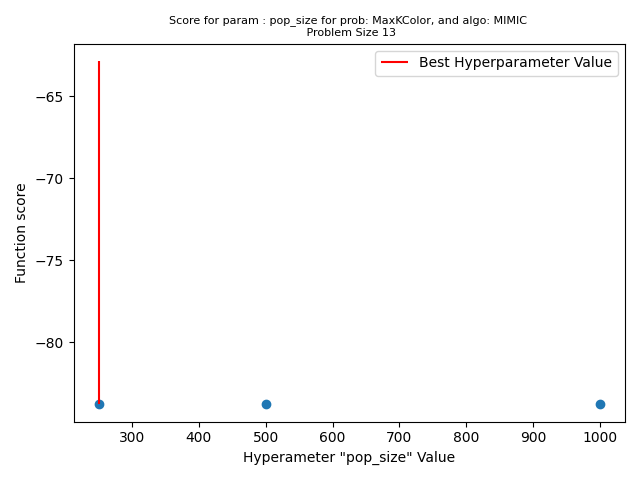 Score for param : pop_size for prob: MaxKColor, and algo: MIMIC
Problem Size 13
Best Hyperparameter Value
Function score
−65
−70
−75
−80
300
400
500
600
700
800
900
1000
Hyperameter "pop_size" Value